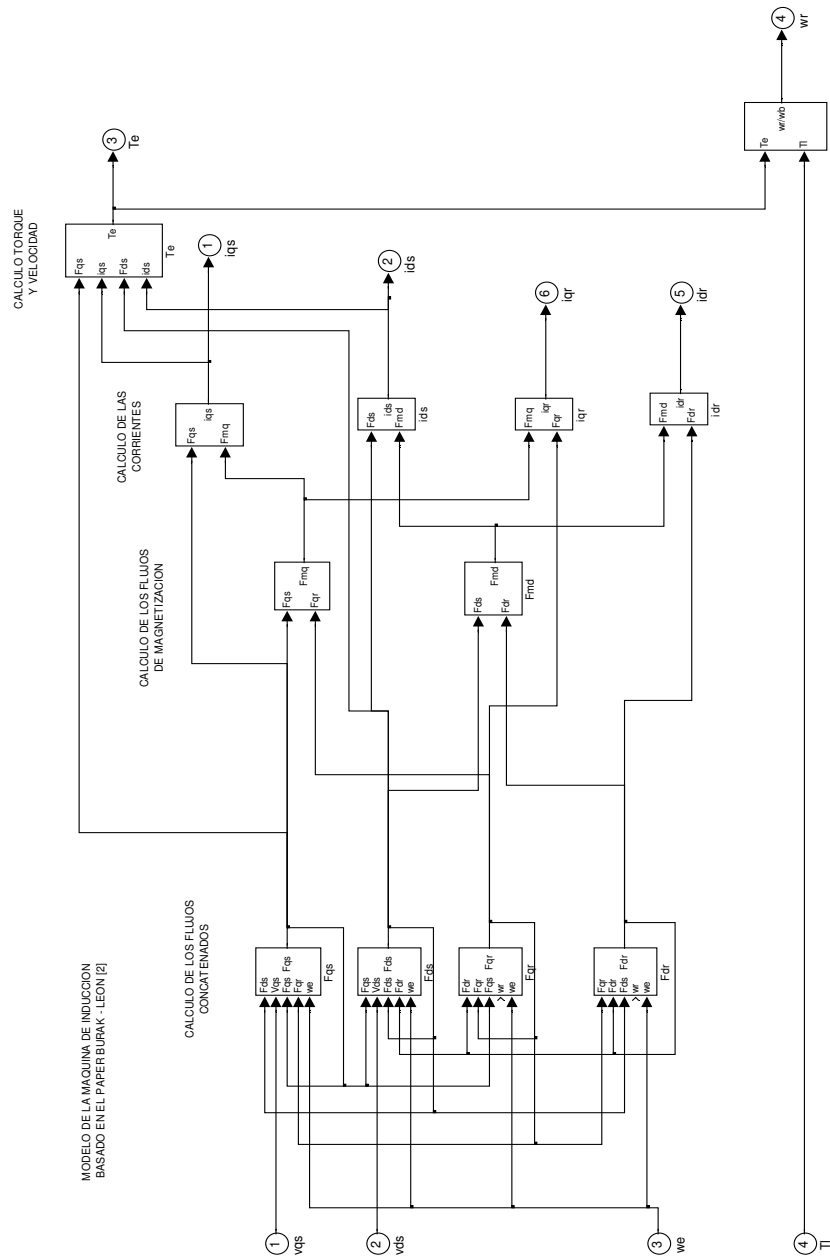 MODELO DE LA MAQUINA DE INDUCCION
BASADO EN EL PAPER BURAK - LEON [2]
CALCULO DE LOS FLUJOS
CONCATENADOS
CALCULO DE LOS FLUJOS
DE MAGNETIZACION
CALCULO DE LAS
CORRIENTES
CALCULO TORQUE
Y VELOCIDAD
1
vqs
2
vds
3
we
4
Tl
Fds
Vqs
Fqs
Fqr
we
Fqs
Fqs
Fqs
Vds
Fds
Fdr
we
Fds
Fds
Fdr
Fqr
Fqs
wr
we
Fqr
Fqr
Fqr
Fdr
Fds
wr
we
Fdr
Fdr
Fqs
Fqr
Fmq
Fmq
Fds
Fdr
Fmd
Fmd
Fqs
Fmq
iqs
iqs
Fds
Fmd
ids
ids
Fmq
Fqr
iqr
iqr
Fmd
Fdr
idr
idr
Fqs
iqs
Fds
ids
Te
Te
Te
Tl
wr/wb
3
Te
1
iqs
2
ids
6
iqr
5
idr
4
wr